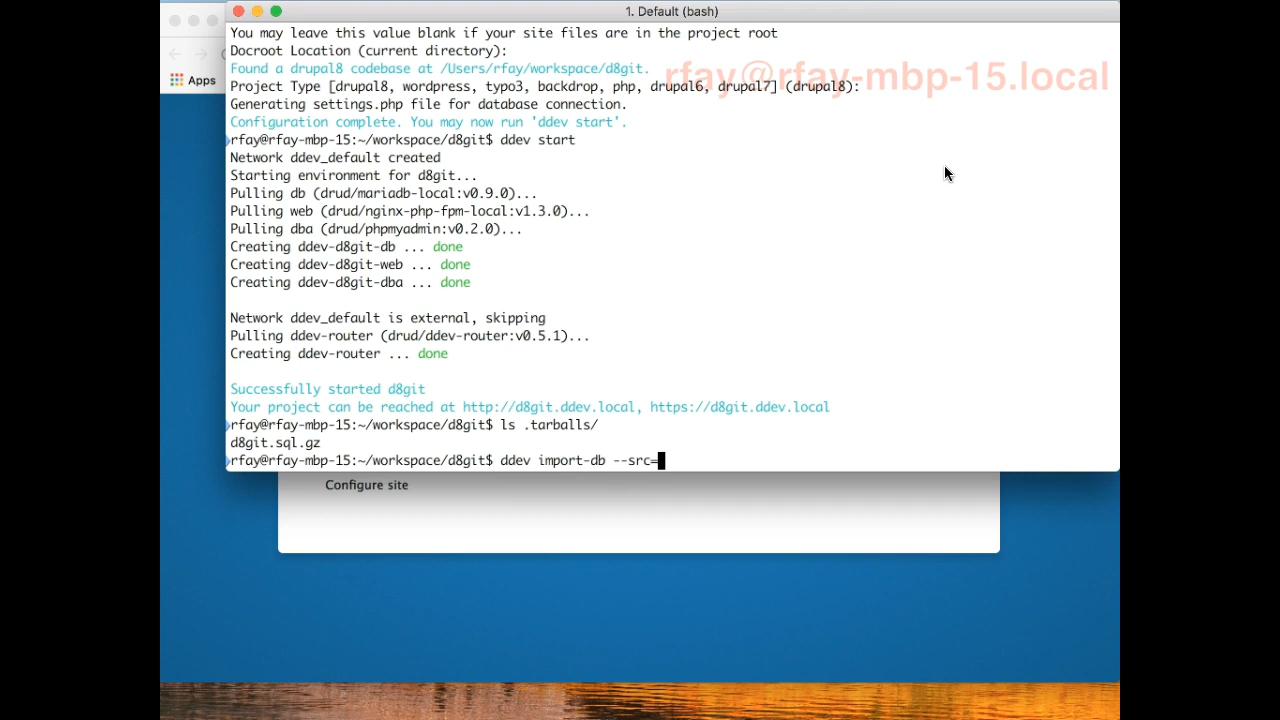 1. Default (bash)
You may leave this value blank if your site files are in the project root
Docroot Location (current directory):
Found a drupal8 codebase at /Users/rfay/workspace/d8git.
rfay@rfay-mbp-15.local
Apps
Project Type [drupal8, wordpress, typo3, backdrop, php, drupal6, drupal7] (drupal8):
Generating settings.php file for database connection.
Configuration complete. You may now run 'ddev start'.
rfay@rfay-mbp-15:~/workspace/d8git$ ddev start
Network ddev_default created
Starting environment for d8git...
Pulling db (drud/mariadb-local:v0.9.0)...
Pulling web (drud/nginx-php-fpm-local:v1.3.0)...
Pulling dba (drud/phpmyadmin:v0.2.0)...
Creating ddev-d8git-db ... done
Creating ddev-d8git-web ... done
Creating ddev-d8git-dba ... done
Network ddev_default is external, skipping
Pulling ddev-router (drud/ddev-router:v0.5.1)...
Creating ddev-router ... done
Successfully started d8git
Your project can be reached at http://d8git.ddev.local, https://d8git.ddev.local
rfay@rfay-mbp-15:~/workspace/d8git$ ls .tarballs/
d8git.sql.gz
rfay@rfay-mbp-15:~/workspace/d8git$ ddev import-db --src=
Configure site